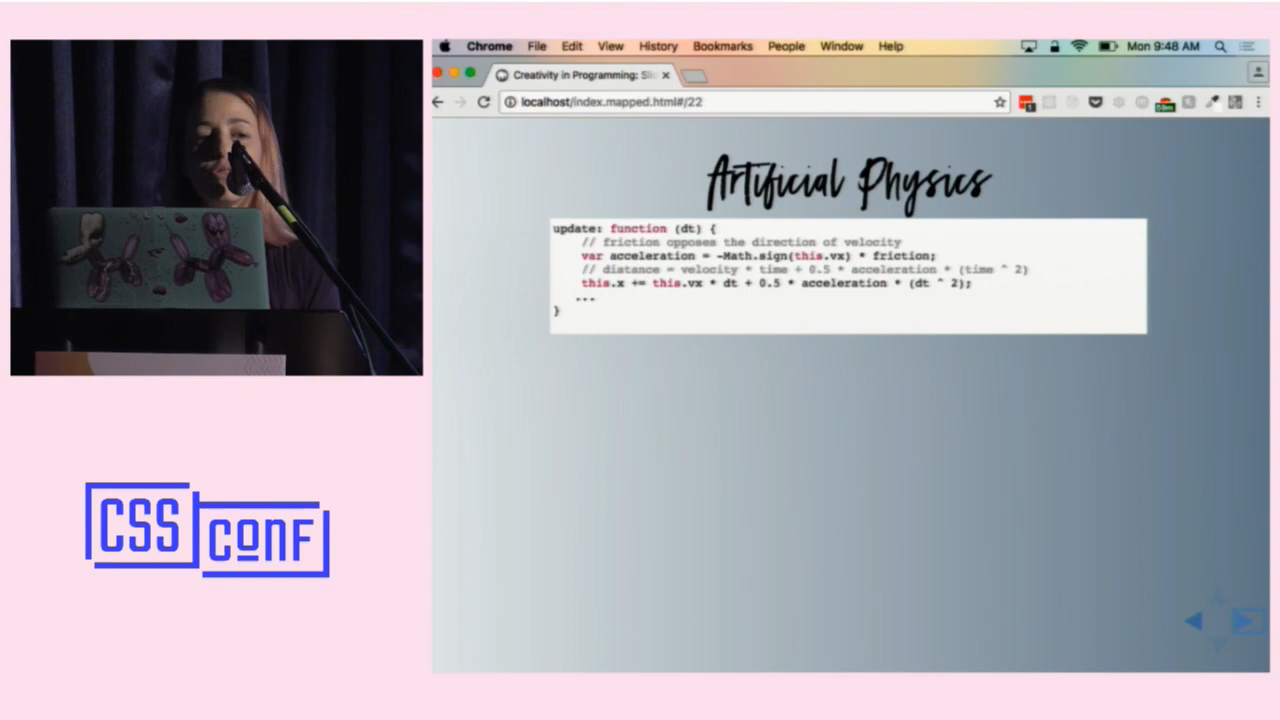 Chrome File Edit View History Bookmarks People Window Help Mon 9:48 AM
Creativity in Programming: Sli
localhost/index.mapped.html#/22
Artificial Physics
update: function (dt) {
// friction opposes the direction of velocity
var acceleration = -Math.sign(this.vx) * friction;
// distance = velocity * time + 0.5 * acceleration * (time ^ 2)
this.x += this.vx * dt + 0.5 * acceleration * (dt ^ 2);
...
}
CSS
CONF